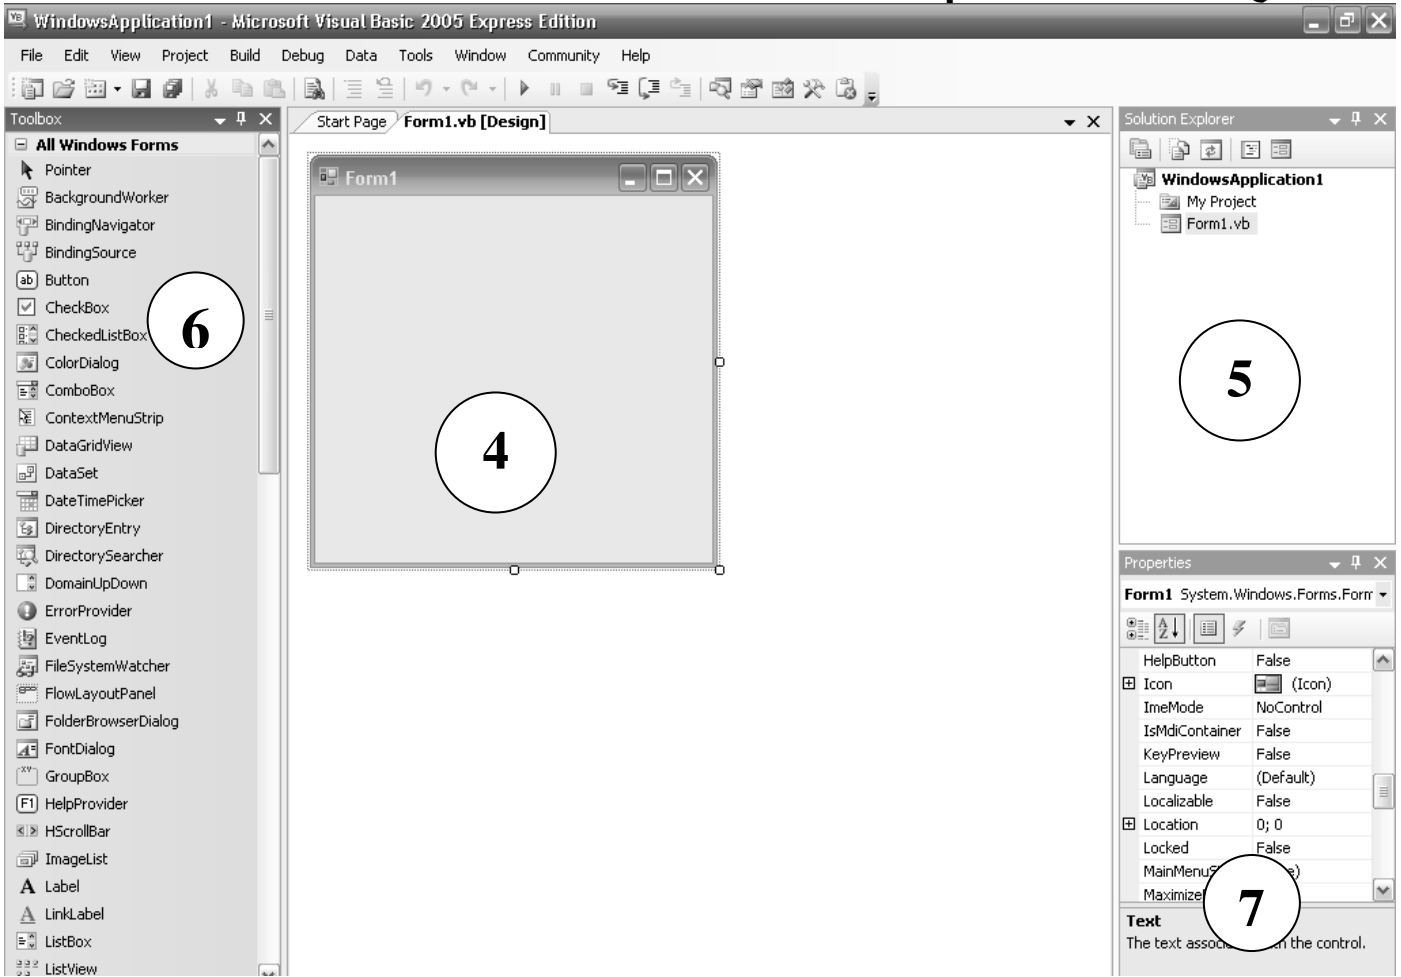 WindowsApplication1 - Microsoft Visual Basic 2005 Express Edition
File Edit View Project Build Debug Data Tools Window Community Help
Toolbox
All Windows Forms
Pointer
BackgroundWorker
BindingNavigator
BindingSource
Button
CheckBox
CheckedListBox
ColorDialog
ComboBox
ContextMenuStrip
DataGridView
DataSet
DateTimePicker
DirectoryEntry
DirectorySearcher
DomainUpDown
ErrorProvider
EventLog
FileSystemWatcher
FlowLayoutPanel
FolderBrowserDialog
FontDialog
GroupBox
HelpProvider
HScrollBar
ImageList
Label
LinkLabel
ListBox
ListView
6
Start Page Form1.vb [Design]
Form1
4
Solution Explorer
WindowsApplication1
My Project
Form1.vb
5
Properties
Form1 System.Windows.Forms.Form
HelpButton False
Icon (Icon)
ImeMode NoControl
IsMdiContainer False
KeyPreview False
Language (Default)
Localizable False
Location 0; 0
Locked False
7
Text
The text the control.